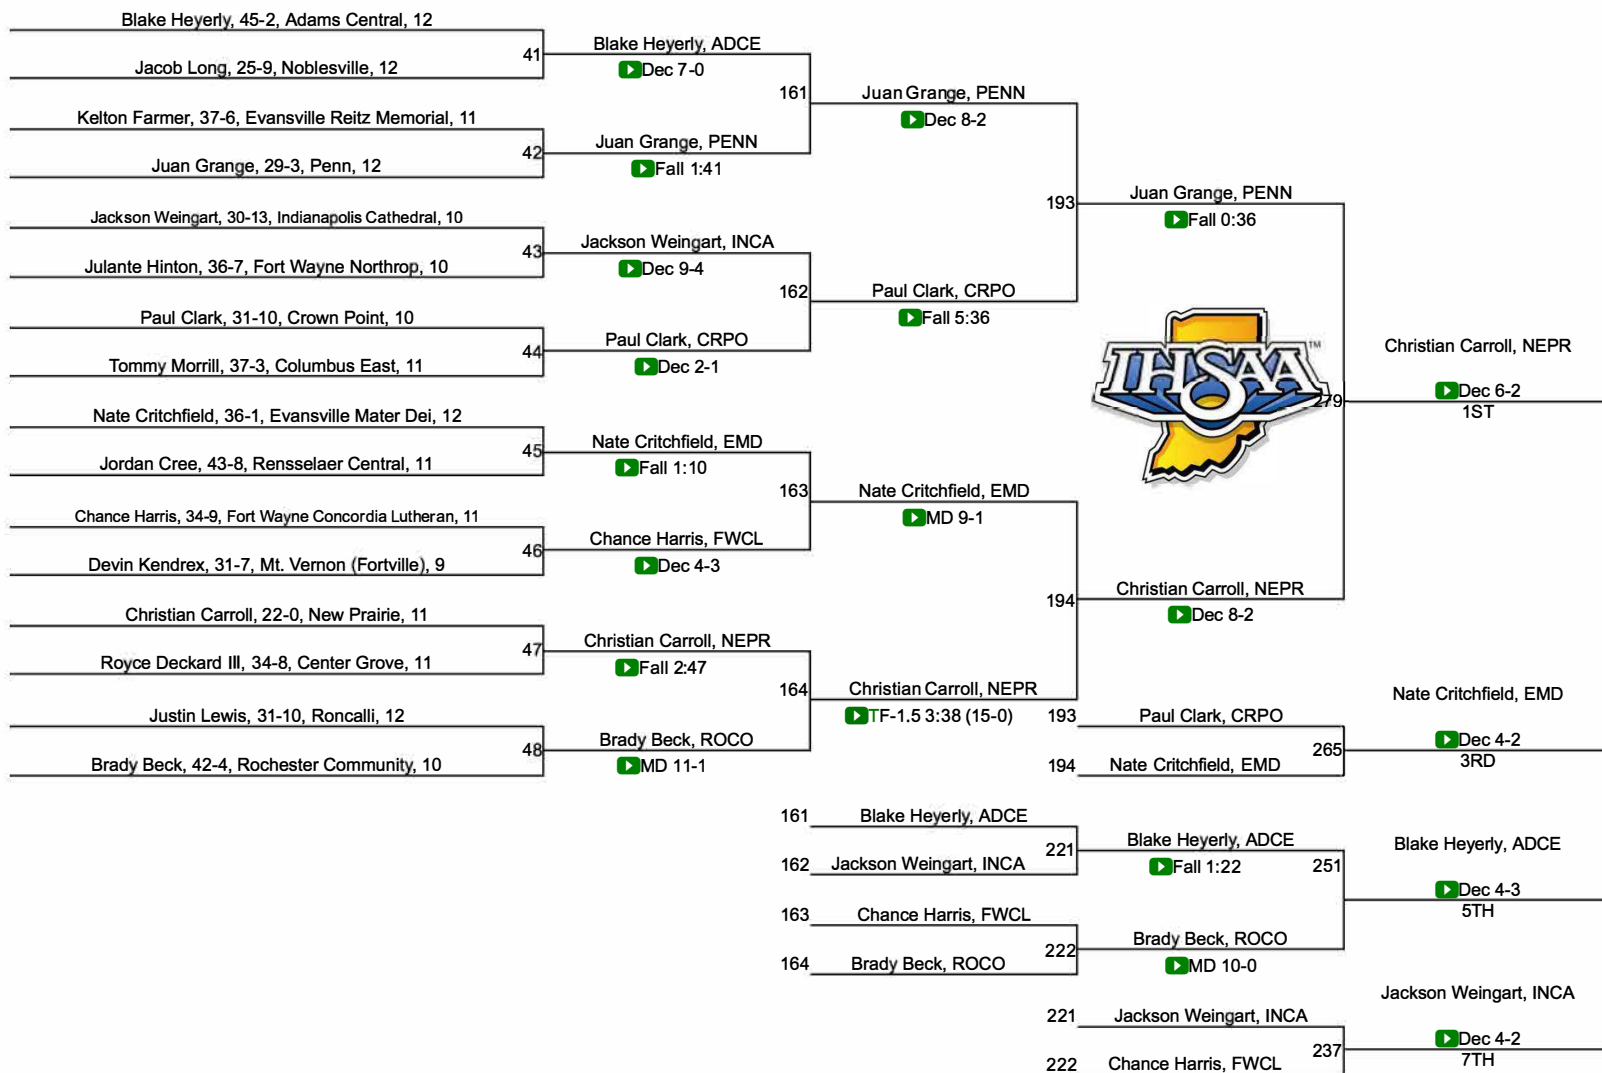 Blake Heyerly, 45-2, Adams Central, 12
41
Jacob Long, 25-9, Noblesville, 12
Blake Heyerly, ADCE
Dec 7-0
161
Kelton Farmer, 37-6, Evansville Reitz Memorial, 11
42
Juan Grange, 29-3, Penn, 12
Juan Grange, PENN
Fall 1:41
Juan Grange, PENN
Dec 8-2
193
Jackson Weingart, 30-13, Indianapolis Cathedral, 10
43
Julante Hinton, 36-7, Fort Wayne Northrop, 10
Jackson Weingart, INCA
Dec 9-4
162
Paul Clark, 31-10, Crown Point, 10
44
Tommy Morrill, 37-3, Columbus East, 11
Paul Clark, CRPO
Dec 2-1
Paul Clark, CRPO
Fall 5:36
Juan Grange, PENN
Fall 0:36
IHSAA
TM
279
Christian Carroll, NEPR
Dec 6-2
1ST
Nate Critchfield, 36-1, Evansville Mater Dei, 12
45
Jordan Cree, 43-8, Rensselaer Central, 11
Nate Critchfield, EMD
Fall 1:10
163
Chance Harris, 34-9, Fort Wayne Concordia Lutheran, 11
46
Devin Kendrex, 31-7, Mt. Vernon (Fortville), 9
Chance Harris, FWCL
Dec 4-3
Nate Critchfield, EMD
MD 9-1
194
Christian Carroll, 22-0, New Prairie, 11
47
Royce Deckard III, 34-8, Center Grove, 11
Christian Carroll, NEPR
Fall 2:47
164
Justin Lewis, 31-10, Roncalli, 12
48
Brady Beck, 42-4, Rochester Community, 10
Brady Beck, ROCO
MD 11-1
Christian Carroll, NEPR
TF-1.5 3:38 (15-0)
Christian Carroll, NEPR
Dec 8-2
193
Paul Clark, CRPO
265
194
Nate Critchfield, EMD
Nate Critchfield, EMD
Dec 4-2
3RD
161
Blake Heyerly, ADCE
221
162
Jackson Weingart, INCA
Blake Heyerly, ADCE
Fall 1:22
251
163
Chance Harris, FWCL
222
164
Brady Beck, ROCO
Brady Beck, ROCO
MD 10-0
Blake Heyerly, ADCE
Dec 4-3
5TH
221
Jackson Weingart, INCA
237
222
Chance Harris, FWCL
Jackson Weingart, INCA
Dec 4-2
7TH